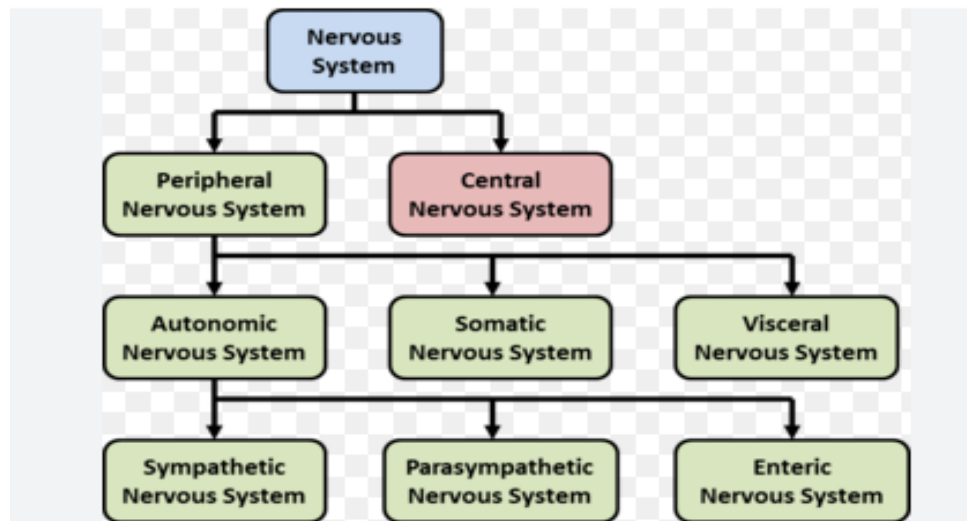 Nervous
System
Peripheral
Nervous System
Central
Nervous System
Autonomic
Nervous System
Somatic
Nervous System
Visceral
Nervous System
Sympathetic
Nervous System
Parasympathetic
Nervous System
Enteric
Nervous System